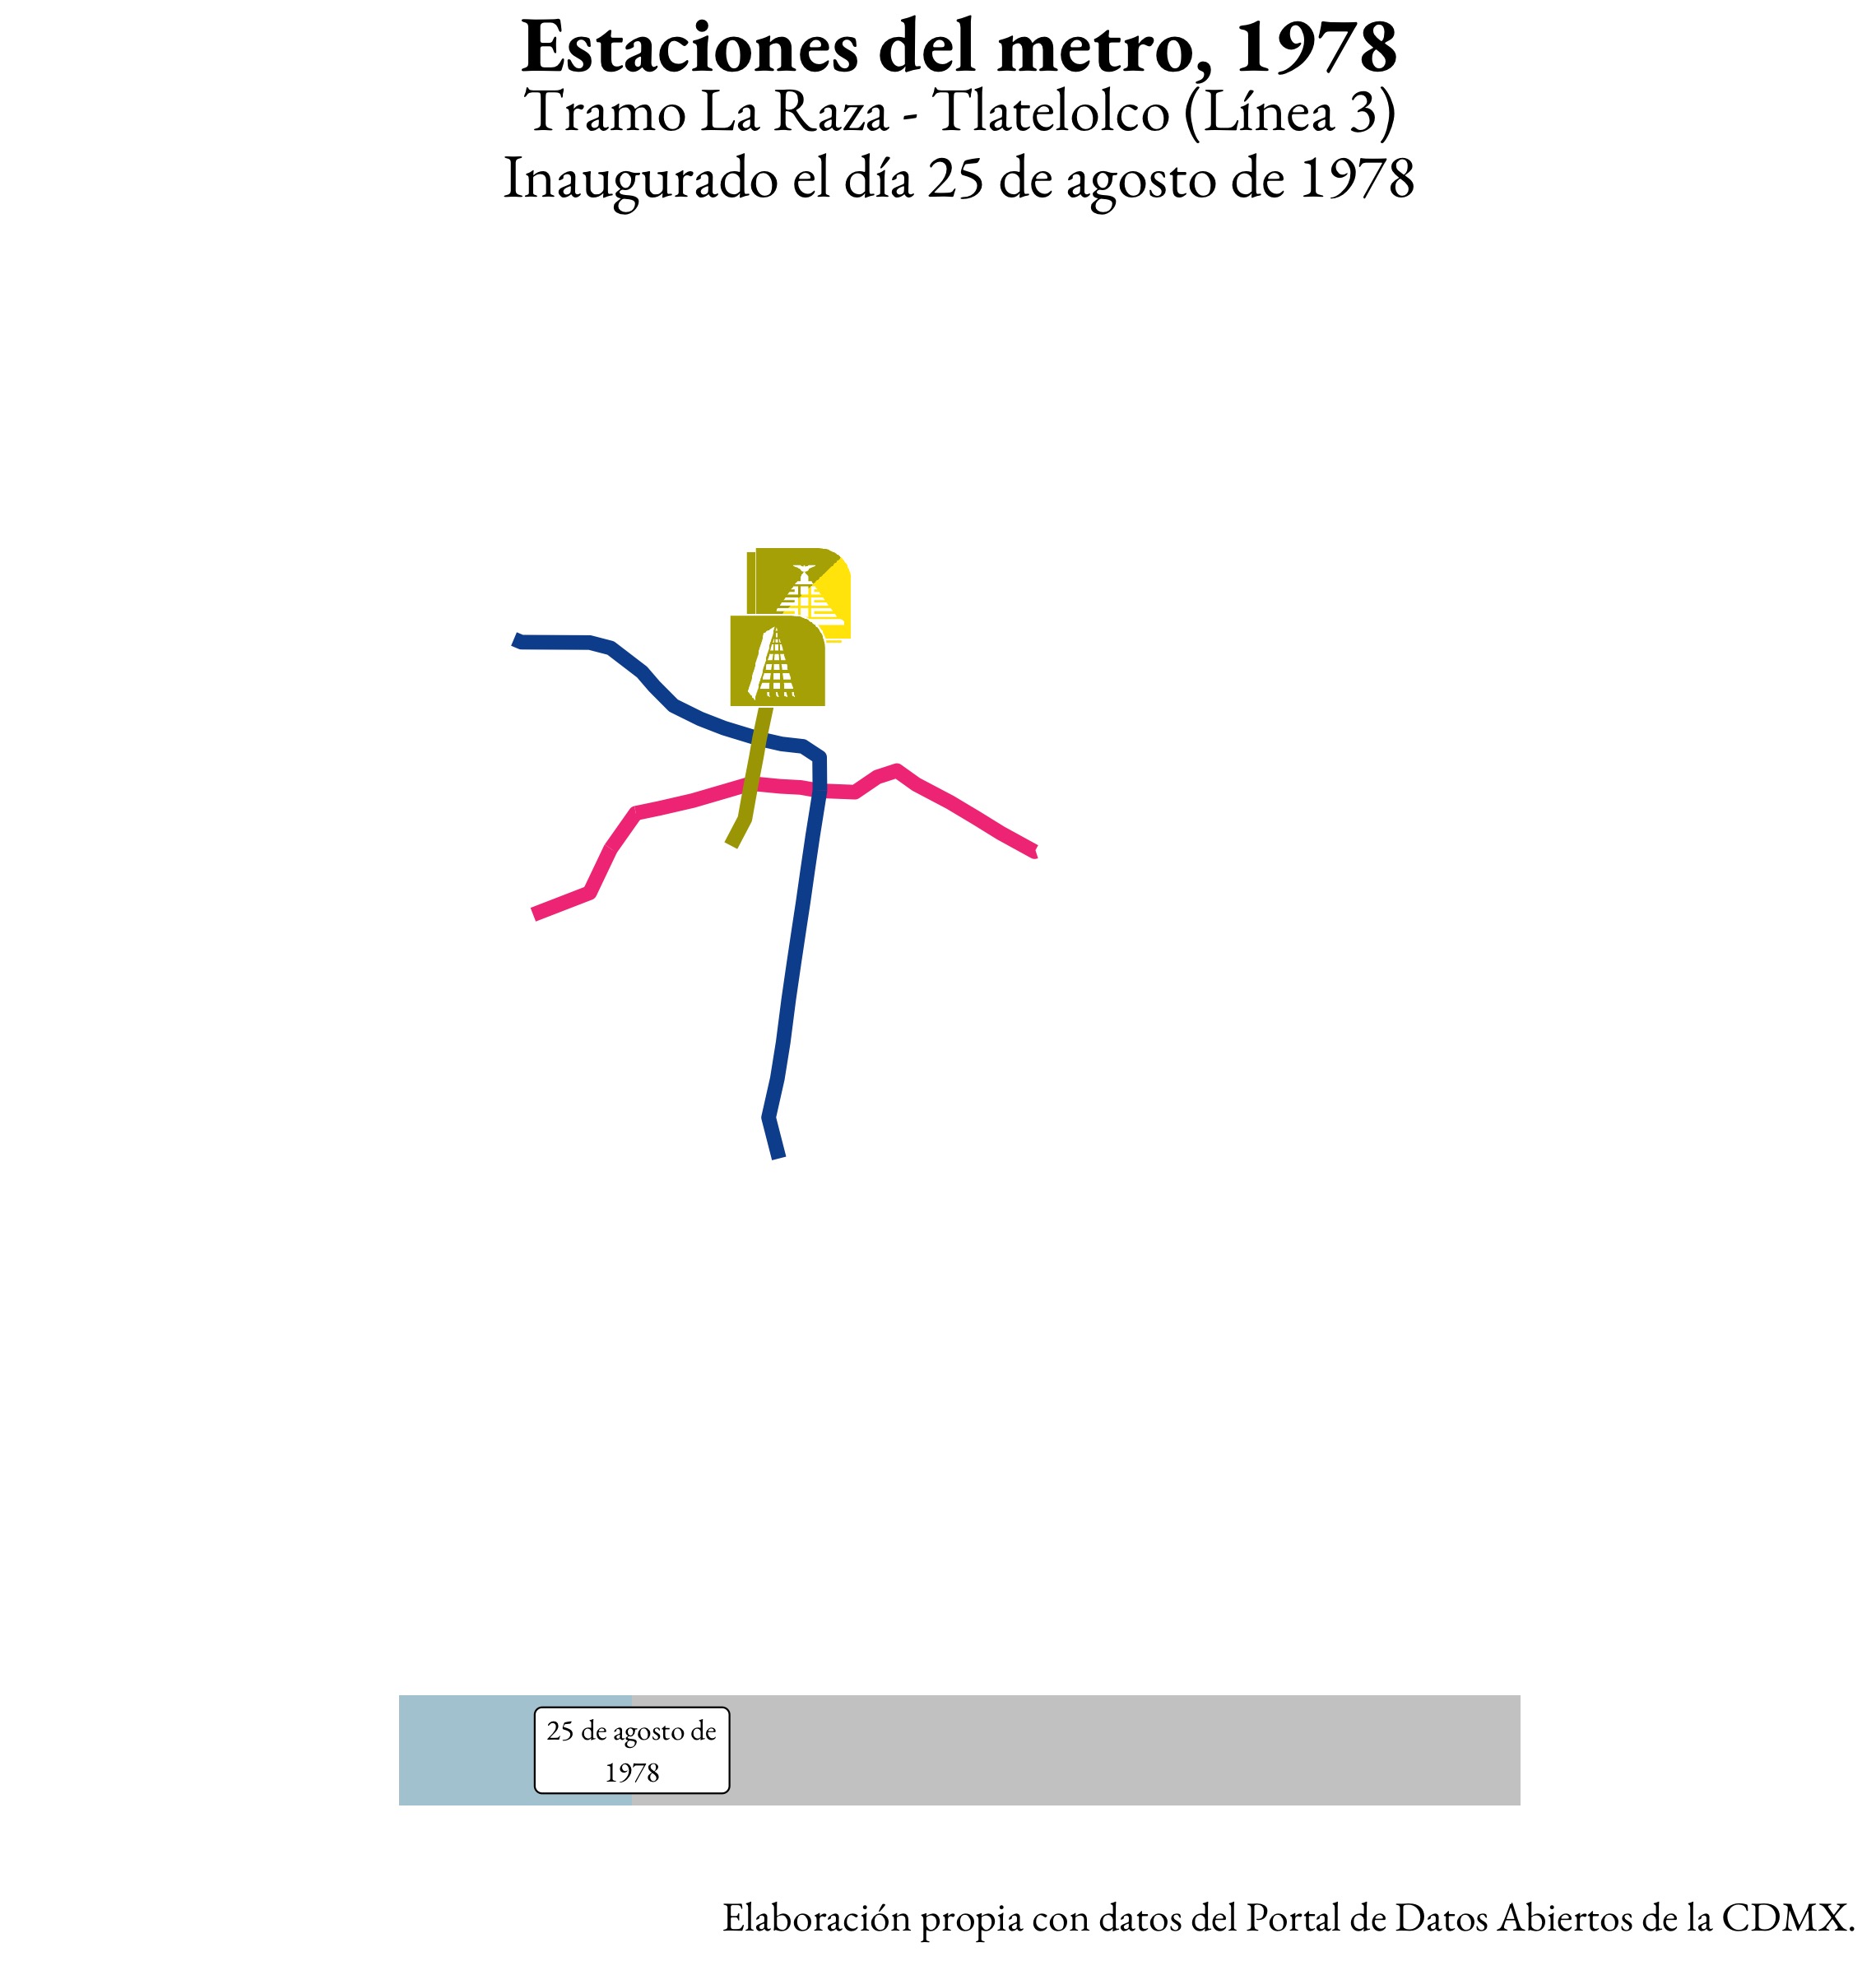 Estaciones del metro, 1978
Tramo La Raza - Tlatelolco (Línea 3)
Inaugurado el día 25 de agosto de 1978
25 de agosto de
1978
Elaboración propia con datos del Portal de Datos Abiertos de la CDMX.